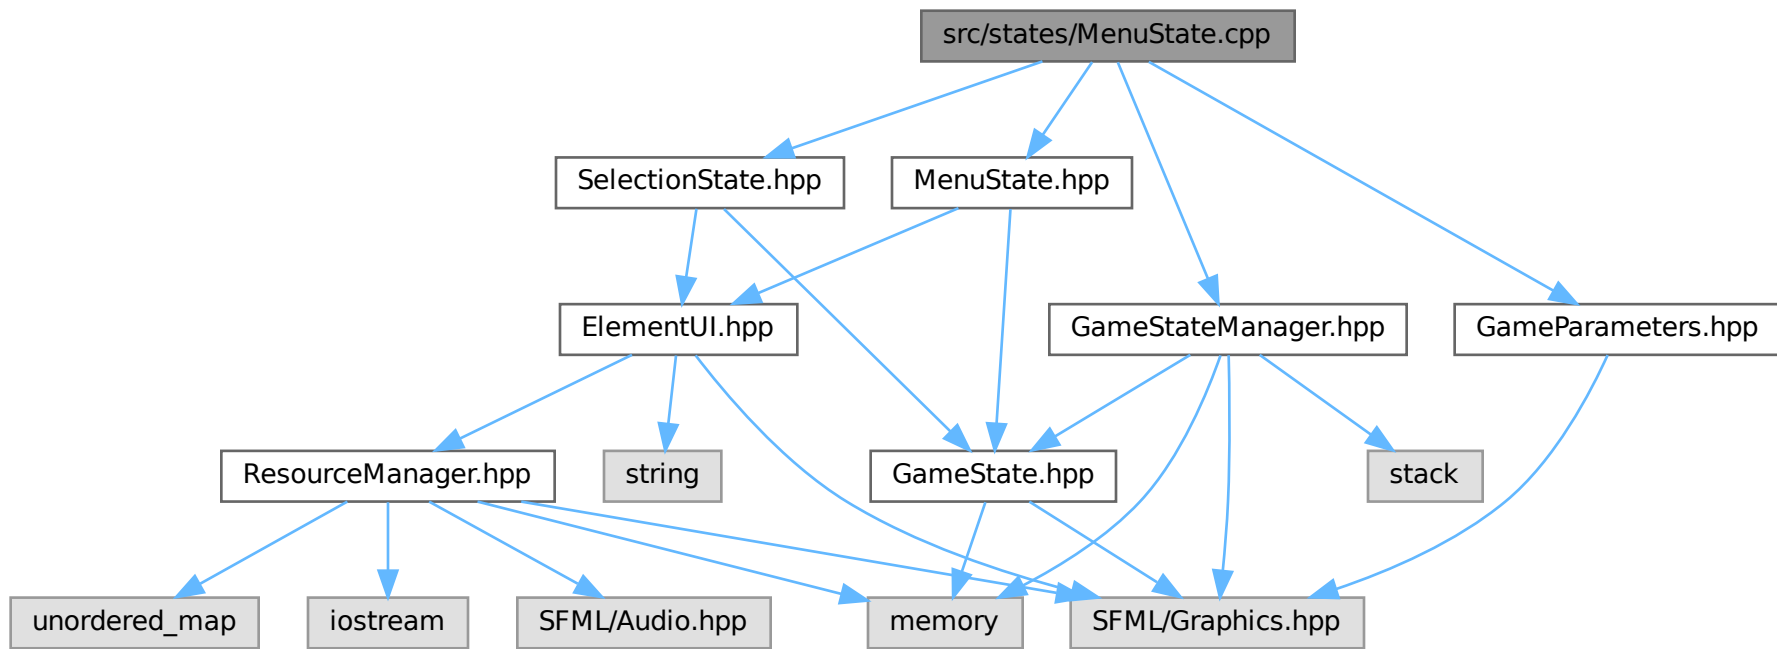 src/states/MenuState.cpp
SelectionState.hpp
MenuState.hpp
ElementUI.hpp
GameStateManager.hpp
GameParameters.hpp
ResourceManager.hpp
string
GameState.hpp
stack
unordered_map
iostream
SFML/Audio.hpp
memory
SFML/Graphics.hpp